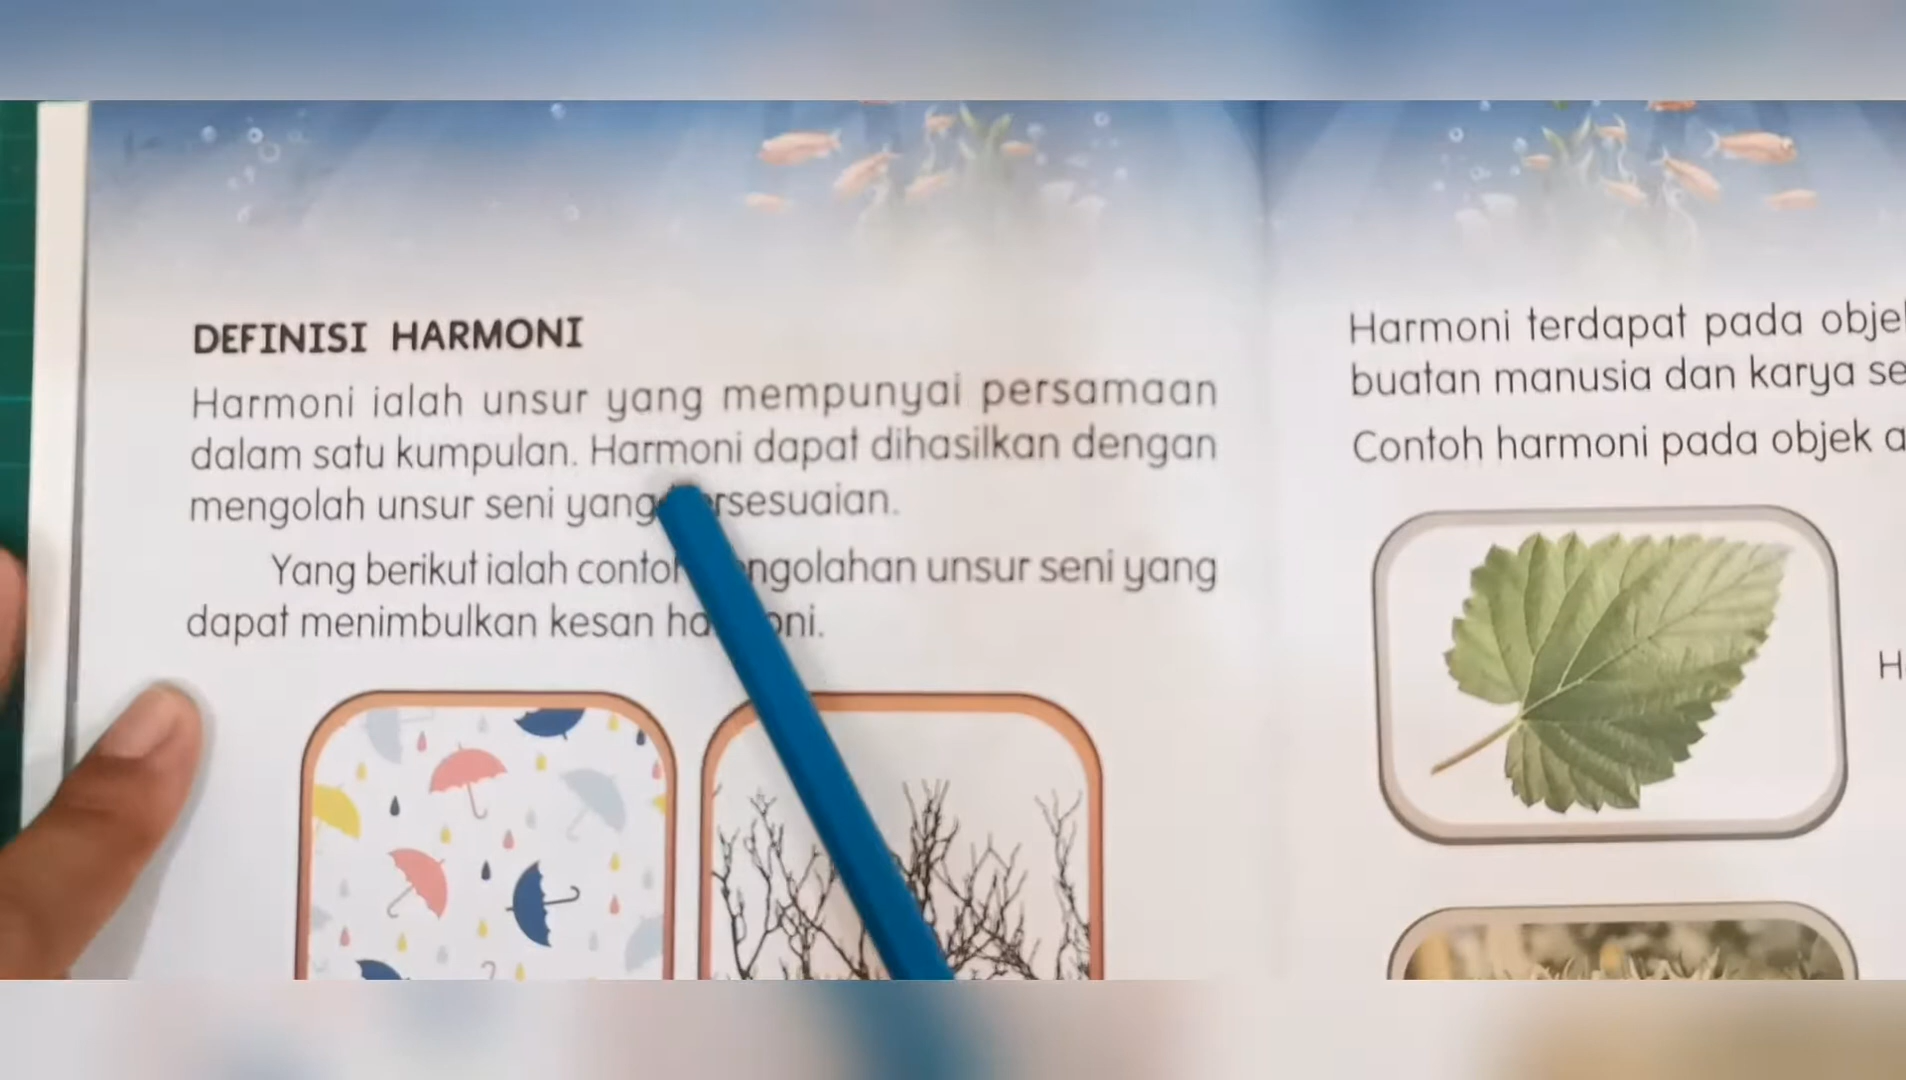 DEFINISI HARMONI
Harmoni ialah unsur yang mempunyai persamaan
dalam satu kumpulan. Harmoni dapat dihasilkan dengan
mengolah unsur seni yang
Yang berikut ialah unsur seni yang
dapat menimbulkan kesan
Harmoni terdapat pada
buatan manusia dan karya
Contoh harmoni pada objek